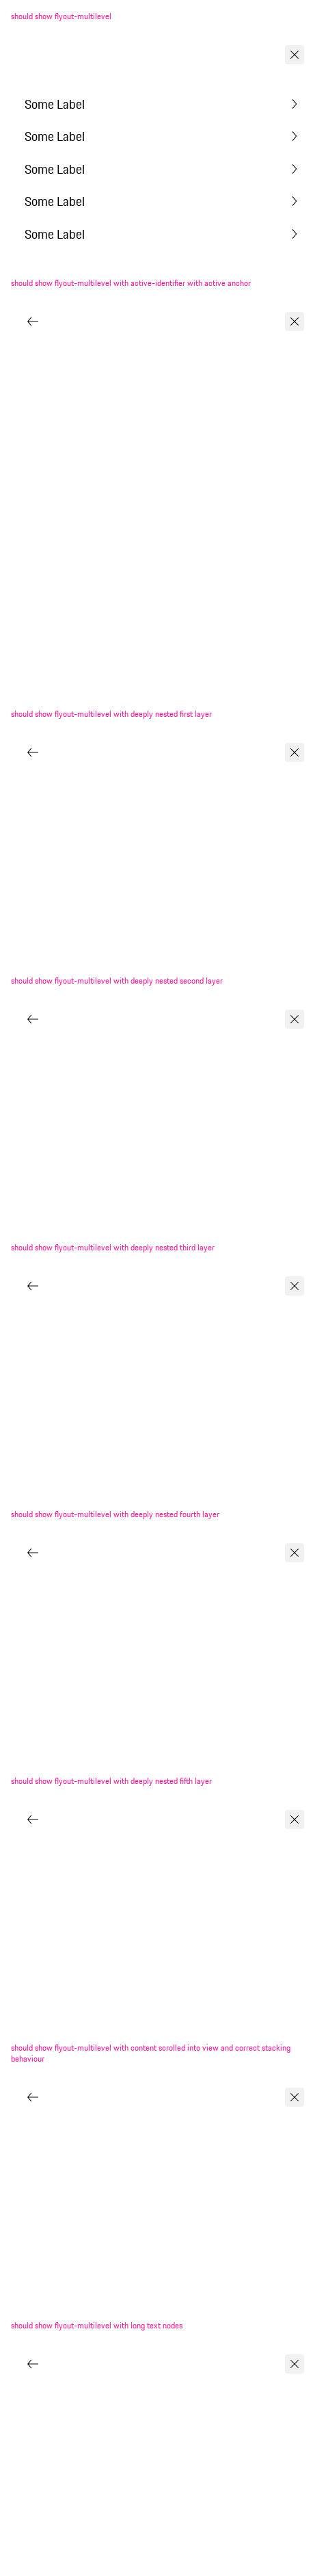 should show flyout-multilevel
Some Label
Some Label
Some Label
Some Label
Some Label
should show flyout-multilevel with active-identifier with active anchor
should show flyout-multilevel with deeply nested first layer
should show flyout-multilevel with deeply nested second layer
should show flyout-multilevel with deeply nested third layer
should show flyout-multilevel with deeply nested fourth layer
should show flyout-multilevel with deeply nested fifth layer
should show flyout-multilevel with content scrolled into view and correct stacking
behaviour
should show flyout-multilevel with long text nodes